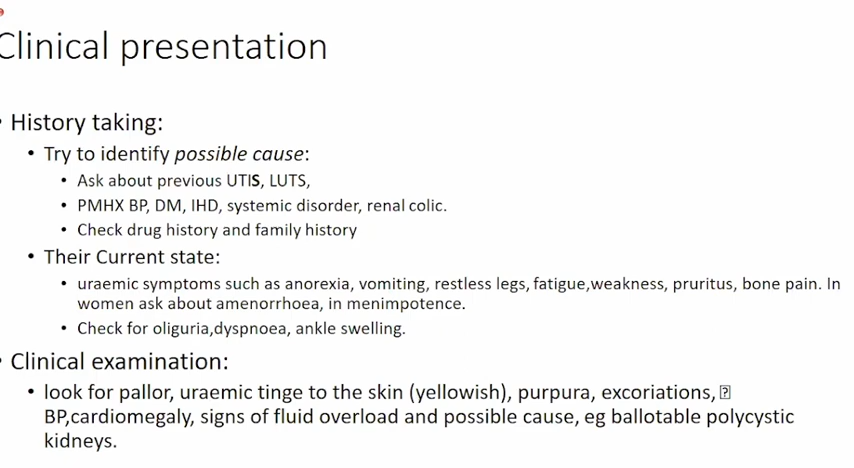 Clinical presentation
• History taking:
• Try to identify possible cause:
• Ask about previous UTIS, LUTS,
• PMHX BP, DM, IHD, systemic disorder, renal colic.
• Check drug history and family history
• Their Current state:
• uraemic symptoms such as anorexia, vomiting, restless legs, fatigue,weakness, pruritus, bone pain. In
women ask about amenorrhoea, in menimpotence.
• Check for oliguria,dyspnoea, ankle swelling.
• Clinical examination:
• look for pallor, uraemic tinge to the skin (yellowish), purpura, excoriations, ⍰
BP,cardiomegaly, signs of fluid overload and possible cause, eg ballotable polycystic
kidneys.